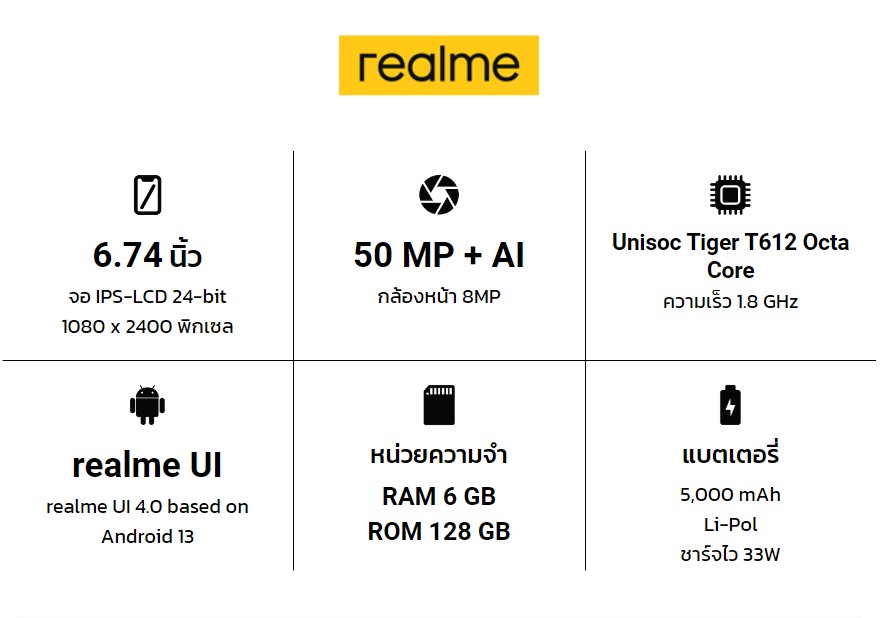 realme
6.74 นิ้ว
จอ IPS-LCD 24-bit
1080 x 2400 พิกเซล
50 MP + AI
กล้องหน้า 8MP
Unisoc Tiger T612 Octa
Core
ความเร็ว 1.8 GHz
realme UI
realme UI 4.0 based on
Android 13
หน่วยความจำ
RAM 6 GB
ROM 128 GB
แบตเตอรี่
5,000 mAh
Li-Pol
ชาร์จไว 33W